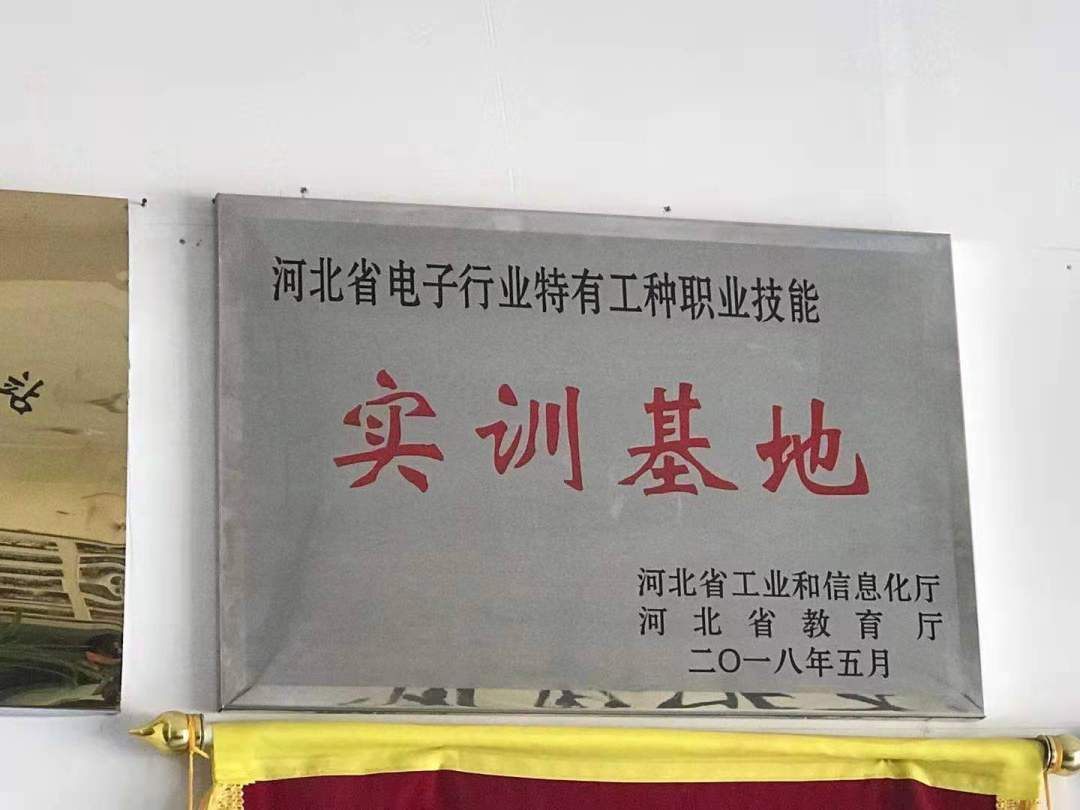 河北省电子行业特有工种职业技能
实训基地
河北省工业和信息化厅
河北省教育厅
二〇一八年五月